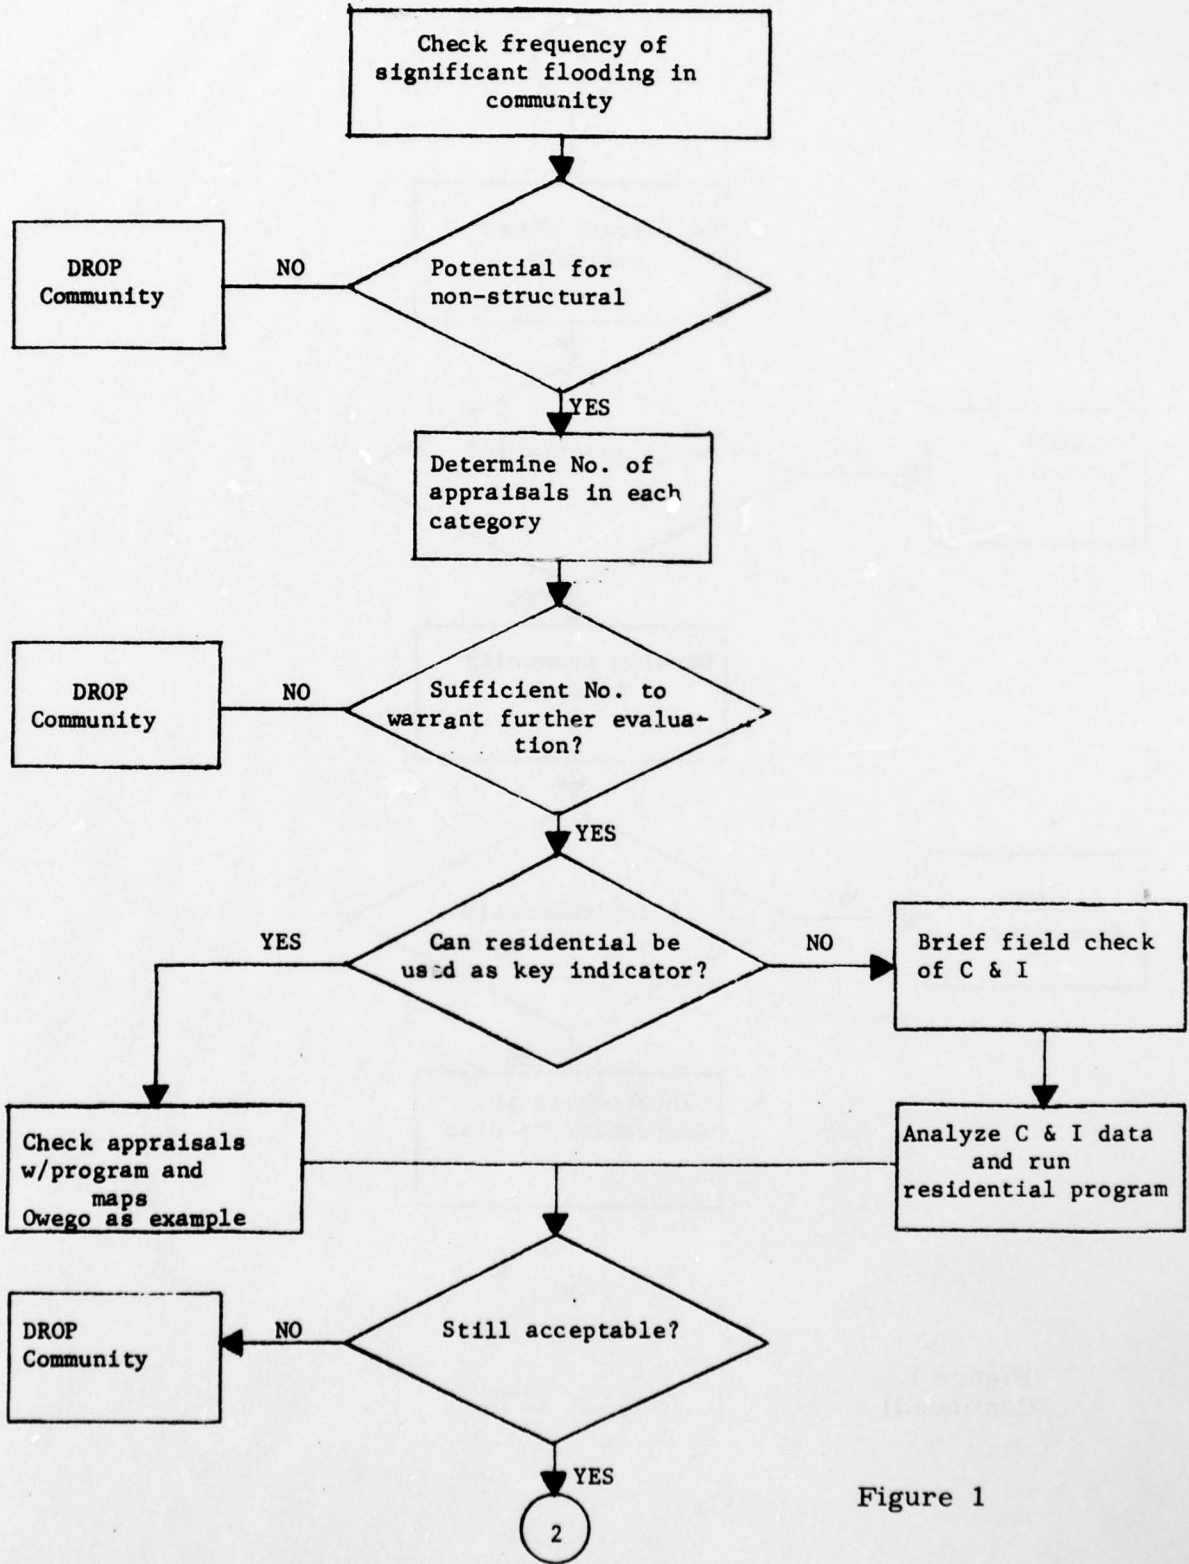 Check frequency of
significant flooding in
community
Potential for
non-structural
NO
DROP
Community
YES
Determine No. of
appraisals in each
category
Sufficient No. to
warrant further evalua-
tion?
NO
DROP
Community
YES
Can residential be
used as key indicator?
YES
NO
Brief field check
of C & I
Check appraisals
w/program and
maps
Owego as example
Analyze C & I data
and run
residential program
Still acceptable?
NO
DROP
Community
YES
2
Figure 1